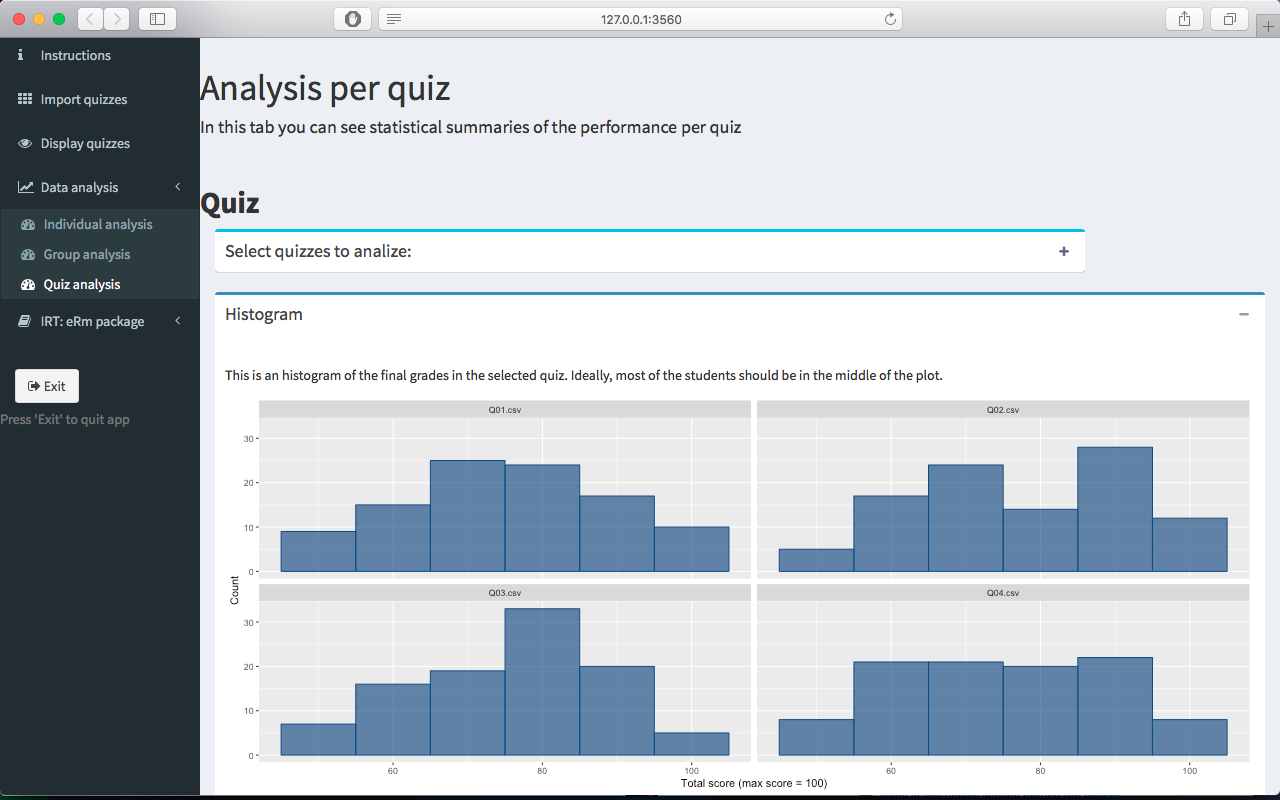 127.0.0.1:3560
Instructions
Import quizzes
Display quizzes
Data analysis
Individual analysis
Group analysis
Quiz analysis
IRT: eRm package
Exit
Press 'Exit' to quit app
Analysis per quiz
In this tab you can see statistical summaries of the performance per quiz
Quiz
Select quizzes to analize:
Histogram
This is an histogram of the final grades in the selected quiz. Ideally, most of the students should be in the middle of the plot.
Q01.csv
Q02.csv
30
20
10
0
Count
Q03.csv
Q04.csv
30
20
10
0
60
80
100
60
80
100
Total score (max score = 100)